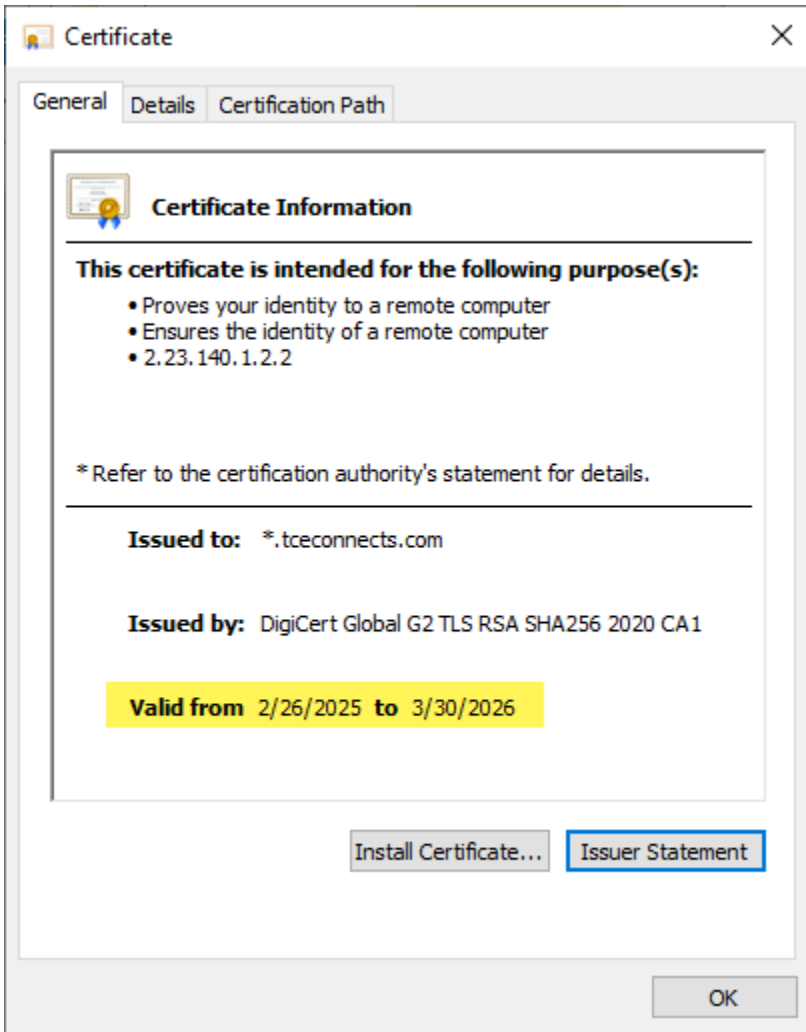 Certificate
General Details Certification Path
Certificate Information
This certificate is intended for the following purpose(s):
• Proves your identity to a remote computer
• Ensures the identity of a remote computer
• 2.23.140.1.2.2
* Refer to the certification authority's statement for details.
Issued to: *.tceconnects.com
Issued by: DigiCert Global G2 TLS RSA SHA256 2020 CA1
Valid from 2/26/2025 to 3/30/2026
Install Certificate... Issuer Statement
OK